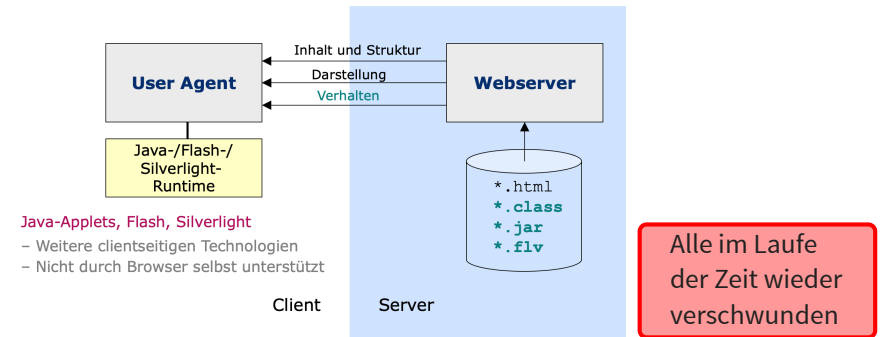 Inhalt und Struktur
User Agent
Darstellung
Webserver
Verhalten
Java-/Flash-/
Silverlight-
Runtime
*.html
*.class
*.jar
*.flv
Java-Applets, Flash, Silverlight
– Weitere clientseitigen Technologien
– Nicht durch Browser selbst unterstützt
Client
Server
Alle im Laufe
der Zeit wieder
verschwunden